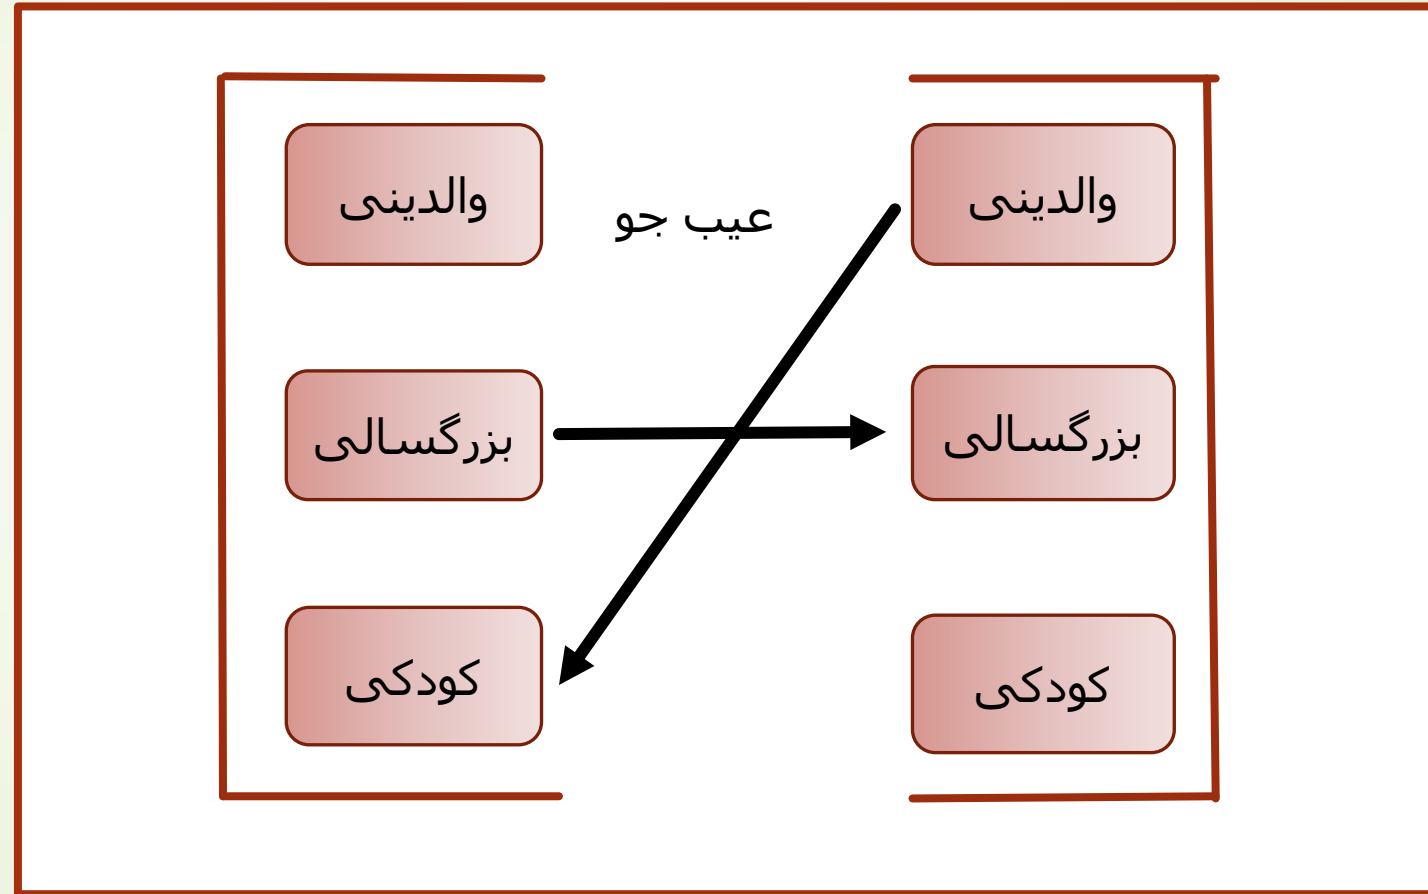 والدینی
عیب جو
والدینی
بزرگسالی
بزرگسالی
کودکی
کودکی